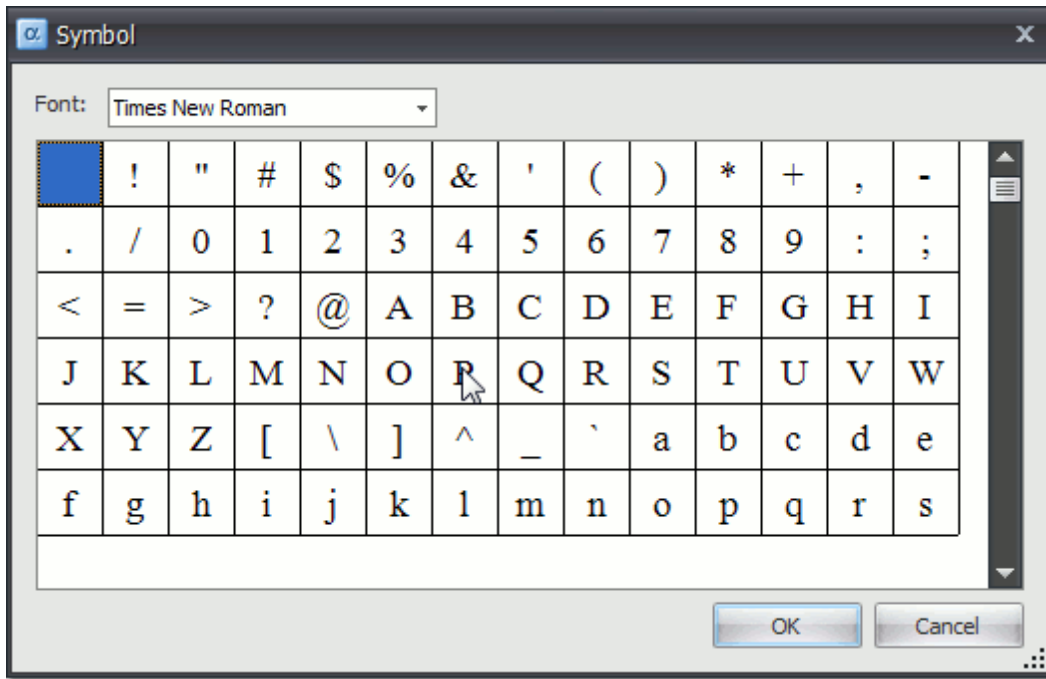 α Symbol x
Font: Times New Roman
! " # $ % & ' ( ) * + , -
. / 0 1 2 3 4 5 6 7 8 9 : ;
< = > ? @ A B C D E F G H I
J K L M N O P Q R S T U V W
X Y Z [ \ ] ^ _ ` a b c d e
f g h i j k l m n o p q r s
OK Cancel